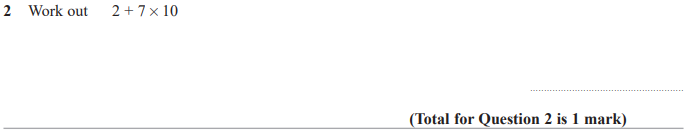 2 Work out 2 + 7 × 10
(Total for Question 2 is 1 mark)